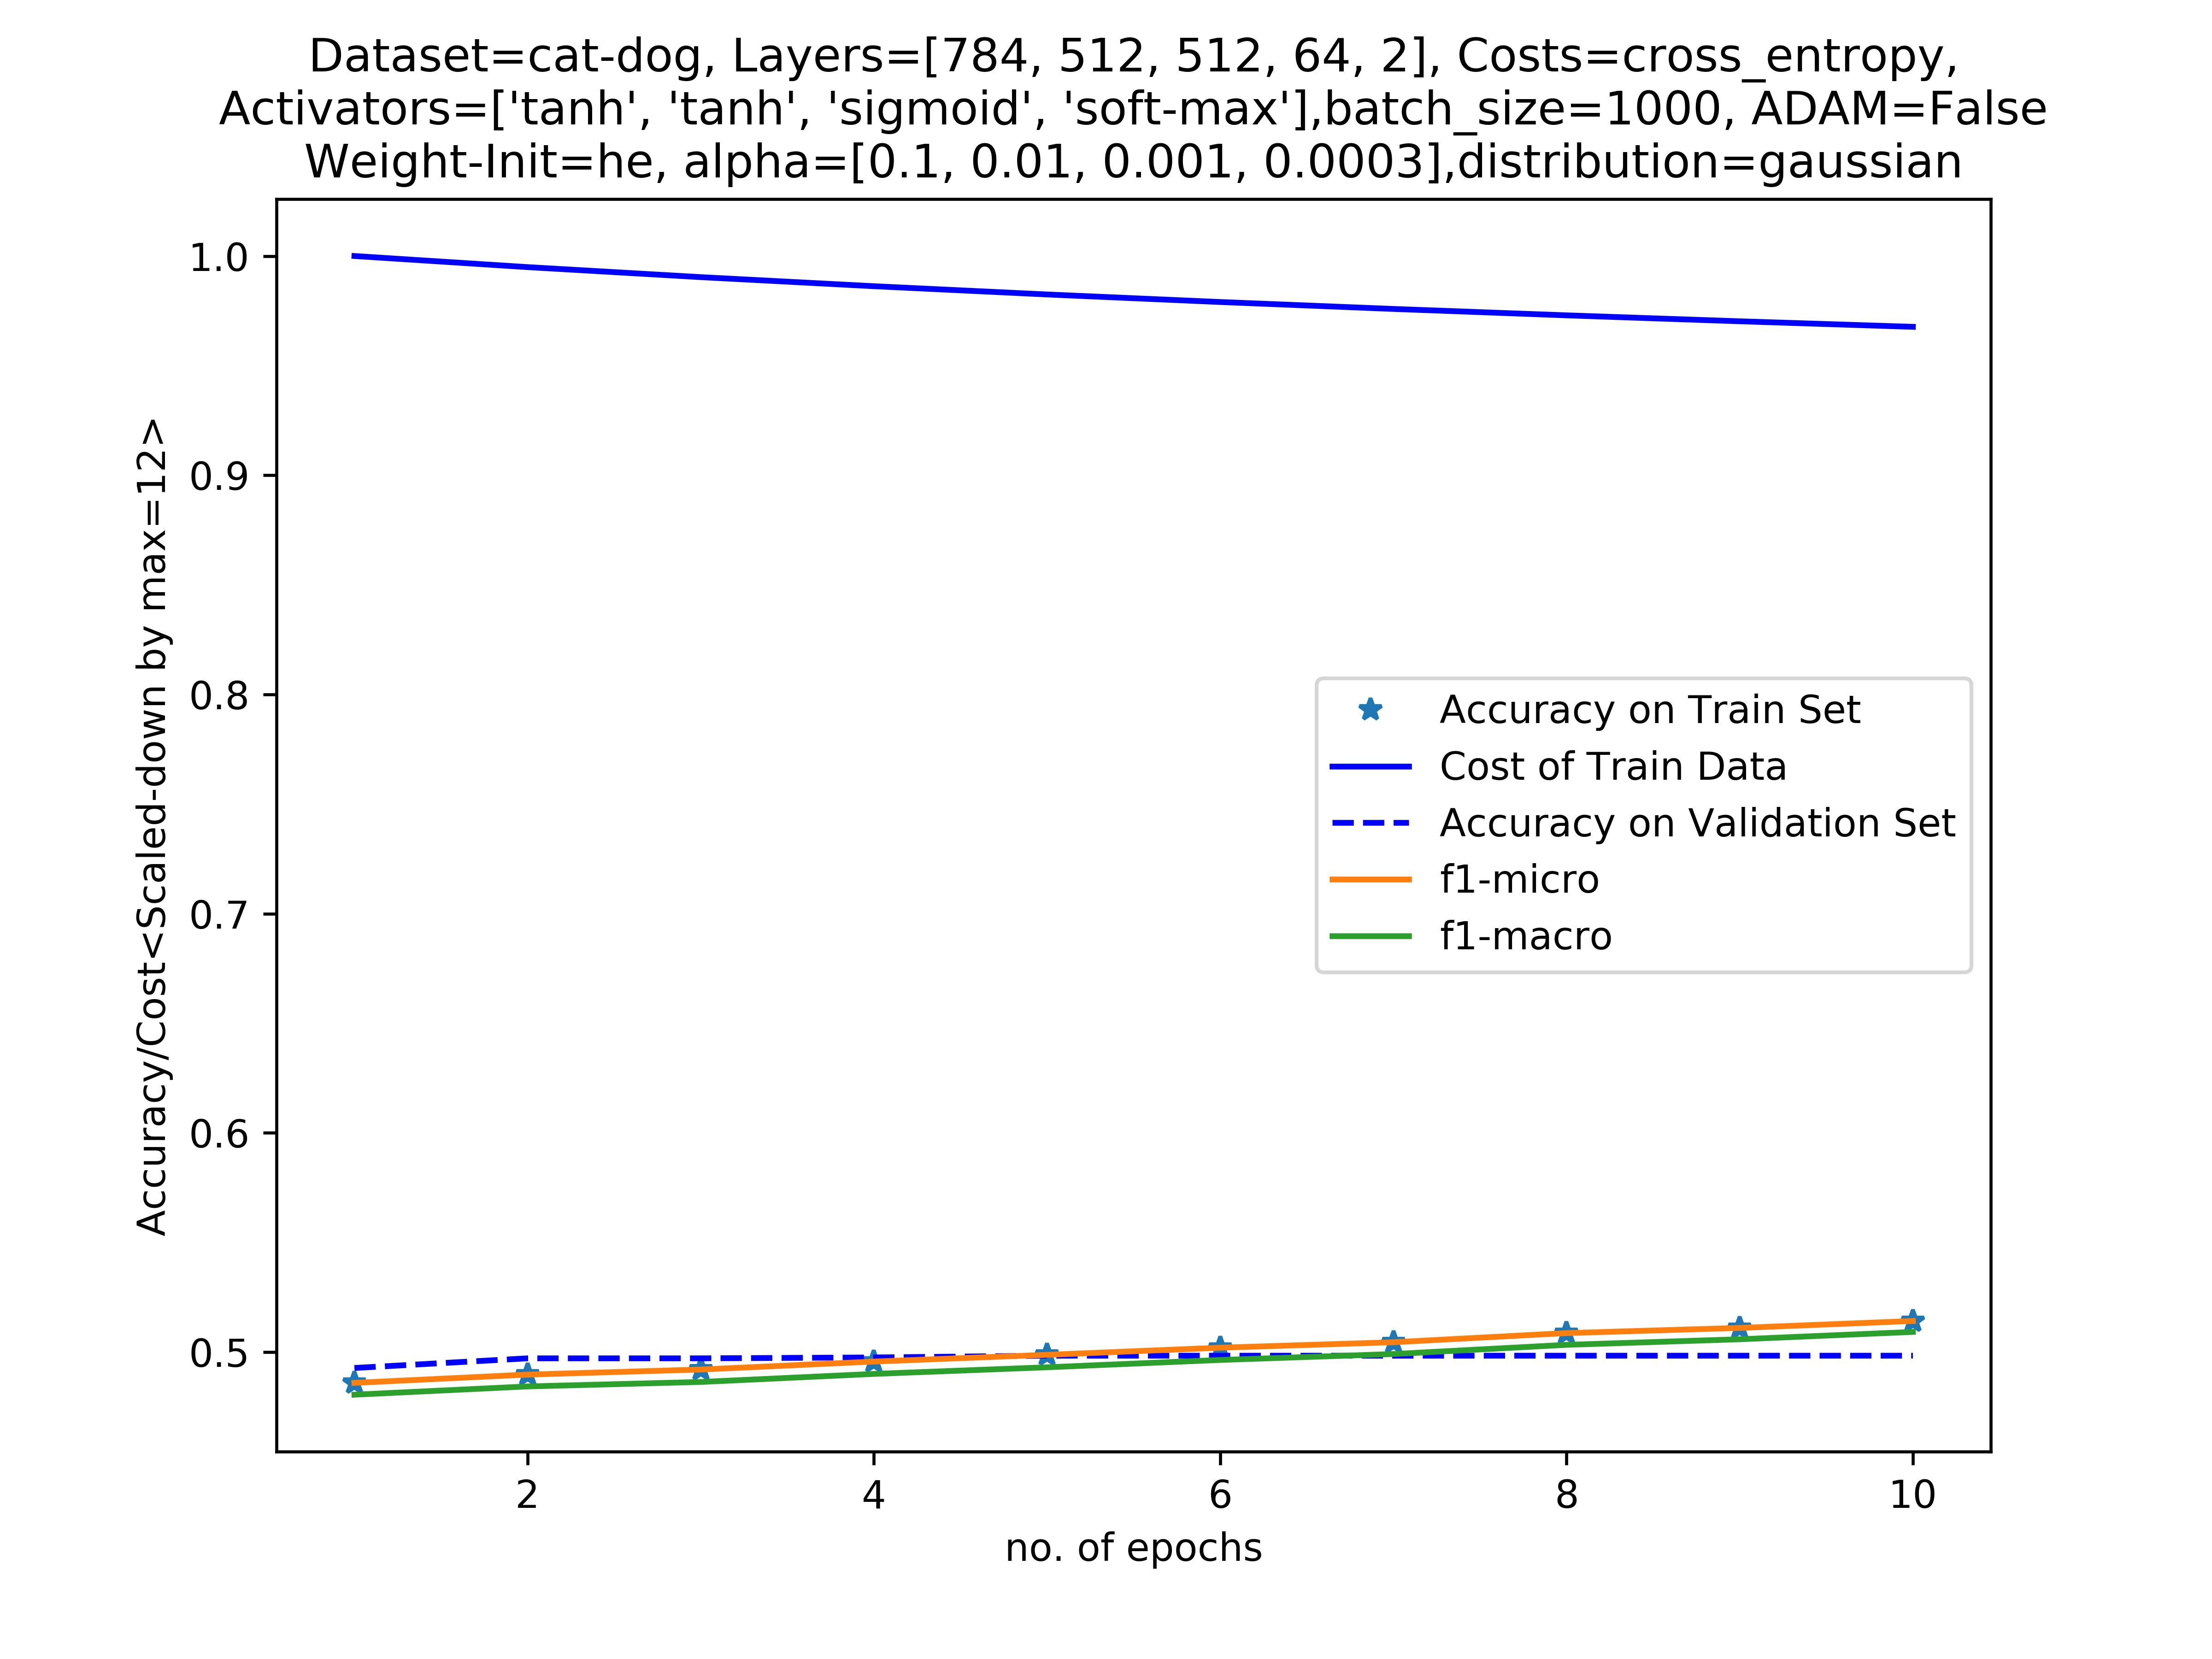 Dataset=cat-dog, Layers=[784, 512, 512, 64, 2], Costs=cross_entropy,
Activators=['tanh', 'tanh', 'sigmoid', 'soft-max'],batch_size=1000, ADAM=False
Weight-Init=he, alpha=[0.1, 0.01, 0.001, 0.0003],distribution=gaussian
Accuracy/Cost<Scaled-down by max=12>
1.0
0.9
0.8
0.7
0.6
0.5
Accuracy on Train Set
Cost of Train Data
Accuracy on Validation Set
f1-micro
f1-macro
2 4 6 8 10
no. of epochs